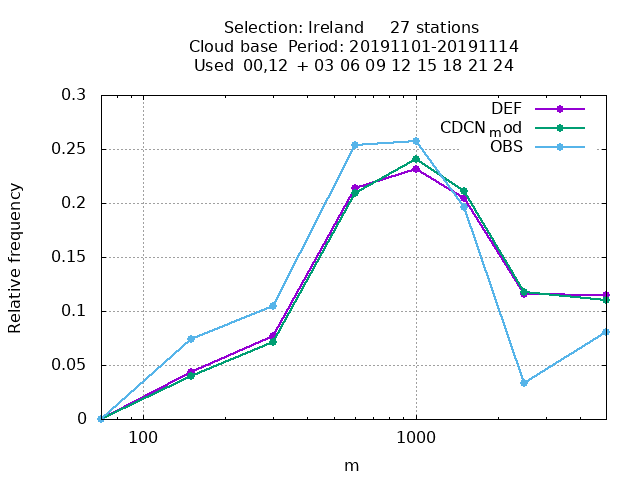 Selection: Ireland 27 stations
Cloud base Period: 20191101-20191114
Used 00,12 + 03 06 09 12 15 18 21 24
0.3
0.25
0.2
0.15
0.1
0.05
0
Relative frequency
DEF
CDCNmod
OBS
100
1000
m